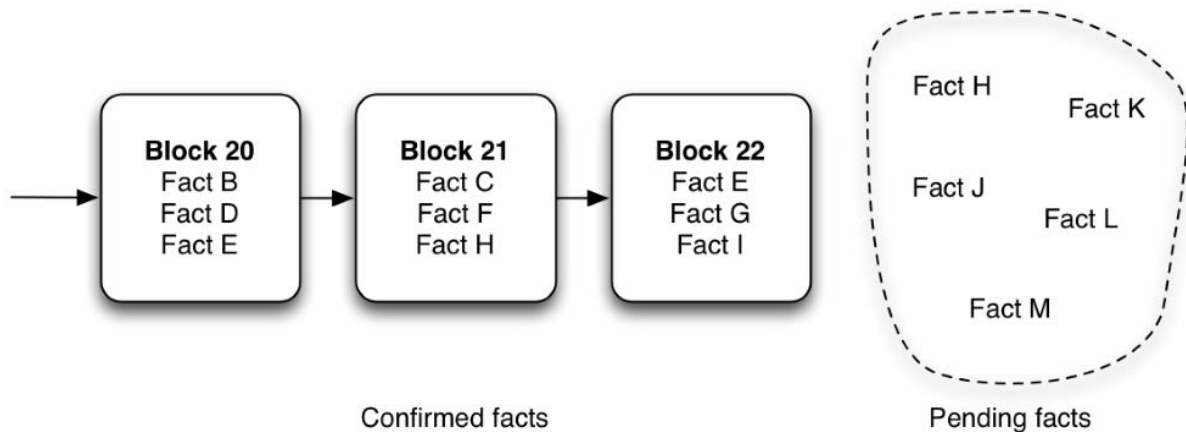 Block 20
Fact B
Fact D
Fact E
Block 21
Fact C
Fact F
Fact H
Block 22
Fact E
Fact G
Fact I
Fact H
Fact K
Fact J
Fact L
Fact M
Confirmed facts
Pending facts